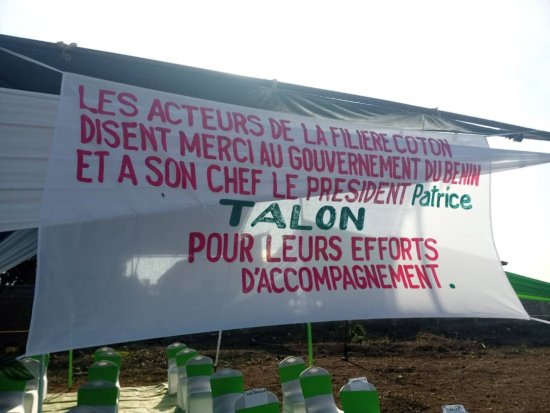 LES ACTEURS DE LA FILIERE COTON
DISENT MERCI AU GOUVERNEMENT DU BENIN
ET A SON CHEF LE PRESIDENT Patrice
TALON
POUR LEURS EFFORTS
D'ACCOMPAGNEMENT.